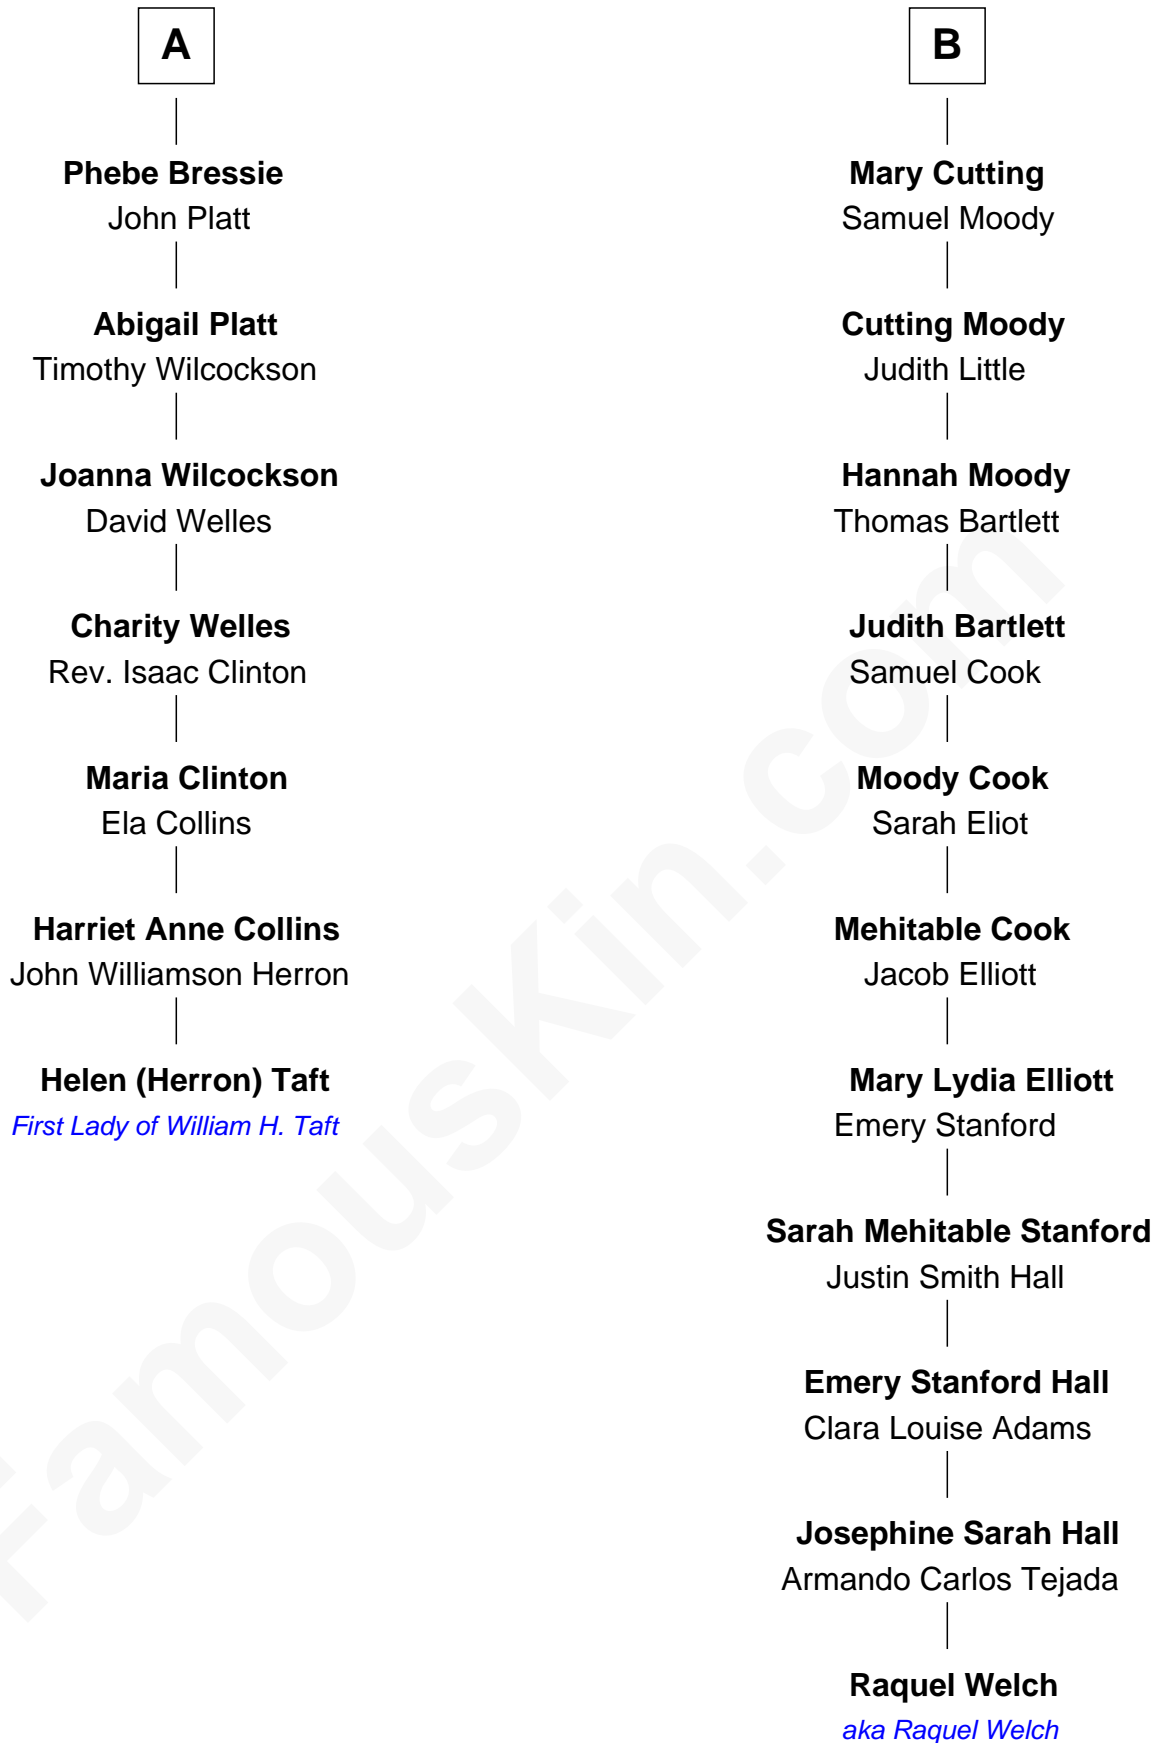 A
Phebe Bressie
John Platt
Abigail Platt
Timothy Wilcockson
Joanna Wilcockson
David Welles
Charity Welles
Rev. Isaac Clinton
Maria Clinton
Ela Collins
Harriet Anne Collins
John Williamson Herron
Helen (Herron) Taft
First Lady of William H. Taft
B
Mary Cutting
Samuel Moody
Cutting Moody
Judith Little
Hannah Moody
Thomas Bartlett
Judith Bartlett
Samuel Cook
Moody Cook
Sarah Eliot
Mehitable Cook
Jacob Elliott
Mary Lydia Elliott
Emery Stanford
Sarah Mehitable Stanford
Justin Smith Hall
Emery Stanford Hall
Clara Louise Adams
Josephine Sarah Hall
Armando Carlos Tejada
Raquel Welch
aka Raquel Welch
FamousKin.com